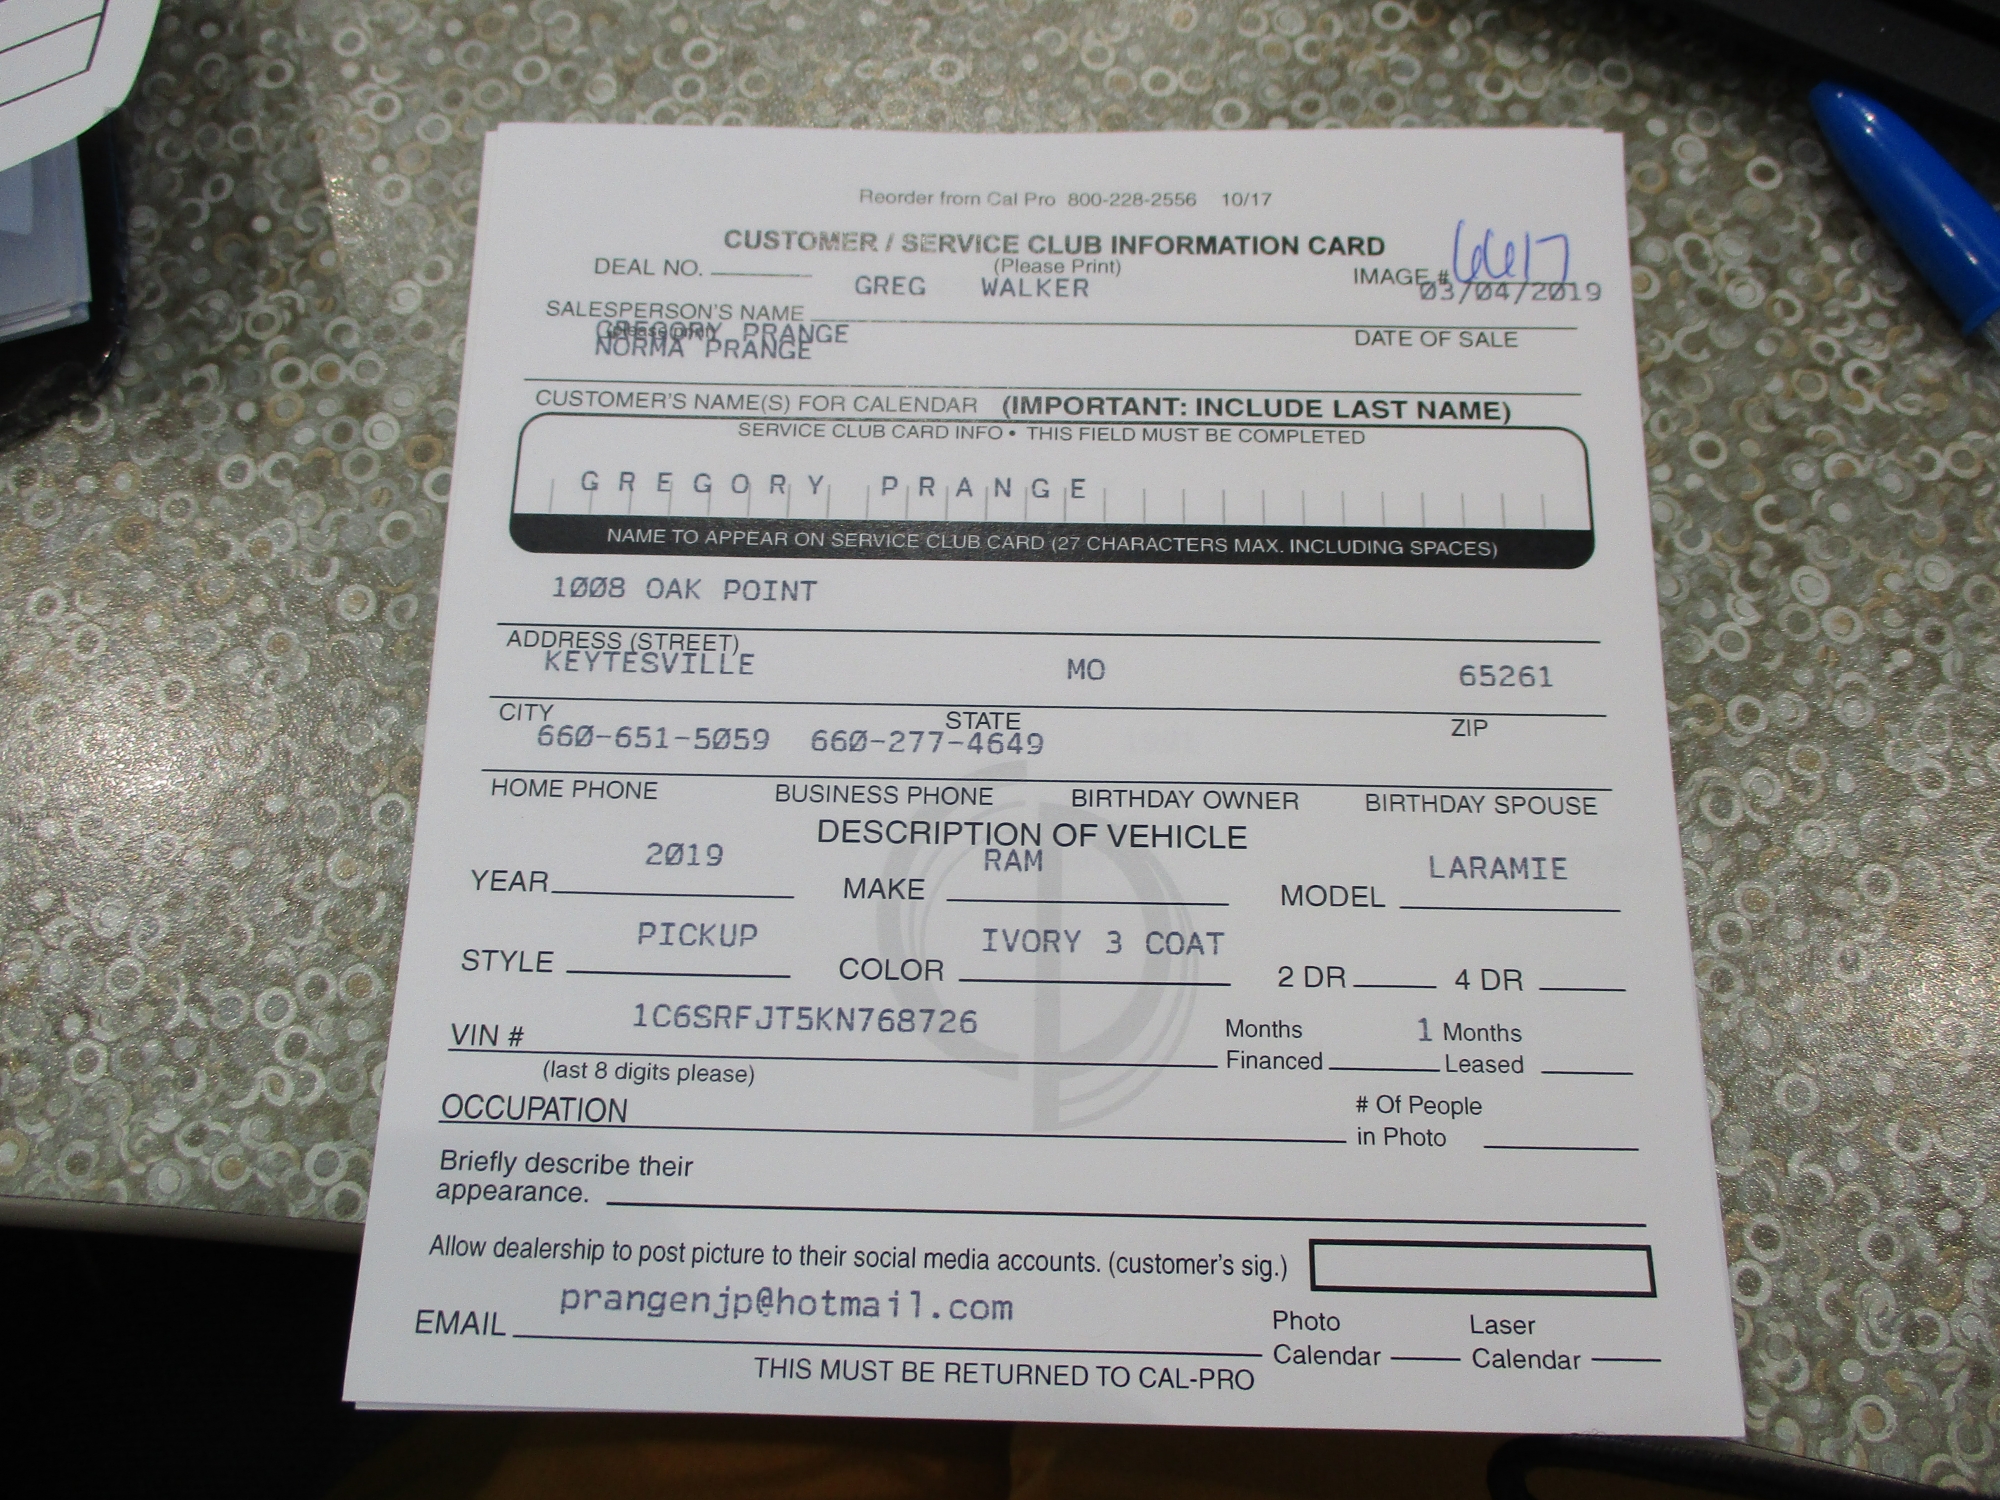 Reorder from Cal Pro 800-228-2556 10/17
CUSTOMER / SERVICE CLUB INFORMATION CARD
(Please Print)
DEAL NO.
IMAGE # 6617
GREG WALKER
03/04/2019
SALESPERSON'S NAME
DATE OF SALE
GREGORY PRANGE
NORMA PRANGE
CUSTOMER'S NAME(S) FOR CALENDAR (IMPORTANT: INCLUDE LAST NAME)
SERVICE CLUB CARD INFO • THIS FIELD MUST BE COMPLETED
GREGORY PRANGE
NAME TO APPEAR ON SERVICE CLUB CARD (27 CHARACTERS MAX. INCLUDING SPACES)
1008 OAK POINT
ADDRESS (STREET)
KEYTESVILLE MO 65261
CITY STATE ZIP
660-651-5059 660-277-4649
HOME PHONE BUSINESS PHONE BIRTHDAY OWNER BIRTHDAY SPOUSE
DESCRIPTION OF VEHICLE
YEAR 2019 MAKE RAM MODEL LARAMIE
STYLE PICKUP COLOR IVORY 3 COAT 2 DR 4 DR
VIN # 1C6SRFJT5KN768726 Months Financed 1 Months Leased
(last 8 digits please)
OCCUPATION # Of People in Photo
Briefly describe their
appearance.
Allow dealership to post picture to their social media accounts. (customer's sig.)
EMAIL prangenjp@hotmail.com Photo Calendar Laser Calendar
THIS MUST BE RETURNED TO CAL-PRO